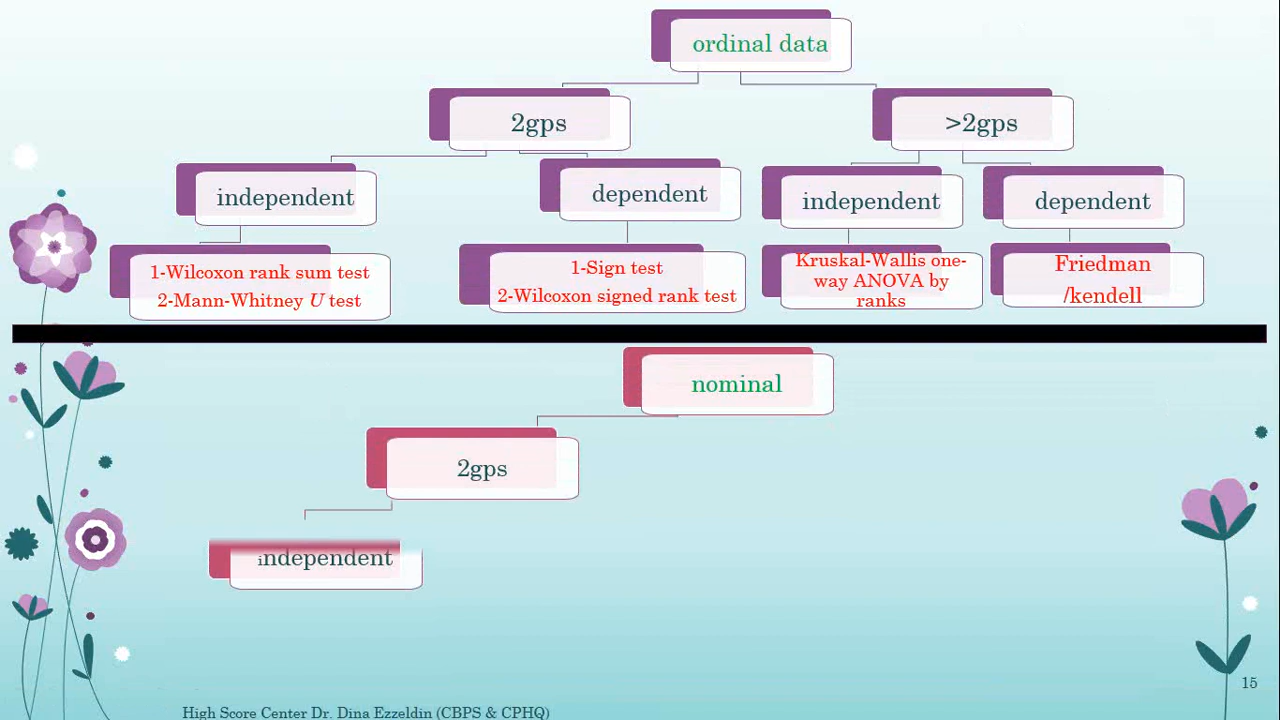 ordinal data
2gps
>2gps
independent
dependent
independent
dependent
1-Wilcoxon rank sum test
2-Mann-Whitney U test
1-Sign test
2-Wilcoxon signed rank test
Kruskal-Wallis one-
way ANOVA by
ranks
Friedman
/kendell
nominal
2gps
independent
15
High Score Center Dr. Dina Ezzeldin (CBPS & CPHQ)